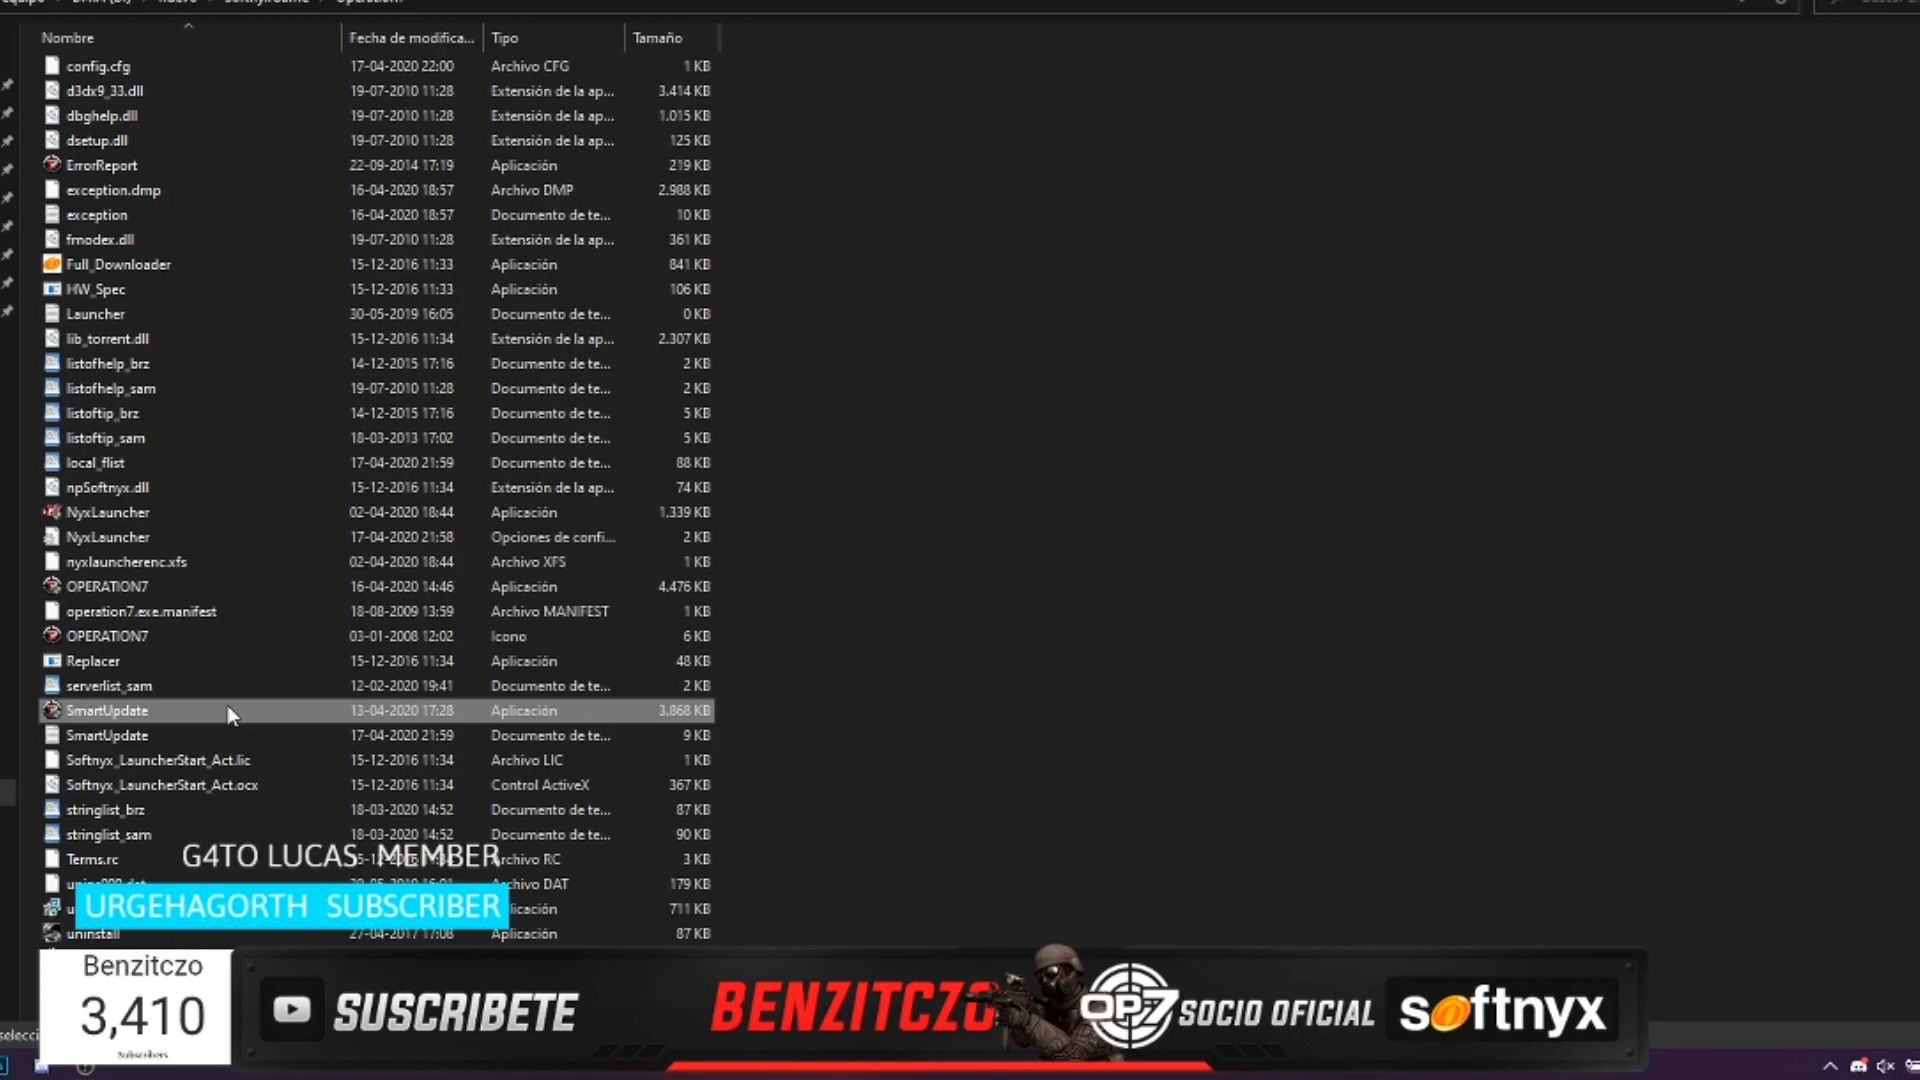 Nombre Fecha de modifica... Tipo Tamaño
config.cfg 17-04-2020 22:00 Archivo CFG 1 KB
d3dx9_33.dll 19-07-2010 11:28 Extensión de la ap... 3.414 KB
dbghelp.dll 19-07-2010 11:28 Extensión de la ap... 1.015 KB
dsetup.dll 19-07-2010 11:28 Extensión de la ap... 125 KB
ErrorReport 22-09-2014 17:19 Aplicación 219 KB
exception.dmp 16-04-2020 18:57 Archivo DMP 2.988 KB
exception 16-04-2020 18:57 Documento de te... 10 KB
fmodex.dll 19-07-2010 11:28 Extensión de la ap... 361 KB
Full_Downloader 15-12-2016 11:33 Aplicación 841 KB
HW_Spec 15-12-2016 11:33 Aplicación 106 KB
Launcher 30-05-2019 16:05 Documento de te... 0 KB
lib_torrent.dll 15-12-2016 11:34 Extensión de la ap... 2.307 KB
listofhelp_brz 14-12-2015 17:16 Documento de te... 2 KB
listofhelp_sam 19-07-2010 11:28 Documento de te... 2 KB
listoftip_brz 14-12-2015 17:16 Documento de te... 5 KB
listoftip_sam 18-03-2013 17:02 Documento de te... 5 KB
local_flist 17-04-2020 21:59 Documento de te... 88 KB
npSoftnyx.dll 15-12-2016 11:34 Extensión de la ap... 74 KB
NyxLauncher 02-04-2020 18:44 Aplicación 1.339 KB
NyxLauncher 17-04-2020 21:58 Opciones de confi... 2 KB
nyxlauncherenc.xfs 02-04-2020 18:44 Archivo XFS 1 KB
OPERATION7 16-04-2020 14:46 Aplicación 4.476 KB
operation7.exe.manifest 18-08-2009 13:59 Archivo MANIFEST 1 KB
OPERATION7 03-01-2008 12:02 Icono 6 KB
Replacer 15-12-2016 11:34 Aplicación 48 KB
serverlist_sam 12-02-2020 19:41 Documento de te... 2 KB
SmartUpdate 13-04-2020 17:28 Aplicación 3.868 KB
SmartUpdate 17-04-2020 21:59 Documento de te... 9 KB
Softnyx_LauncherStart_Act.lic 15-12-2016 11:34 Archivo LIC 1 KB
Softnyx_LauncherStart_Act.ocx 15-12-2016 11:34 Control ActiveX 367 KB
stringlist_brz 18-03-2020 14:52 Documento de te... 87 KB
stringlist_sam 18-03-2020 14:52 Documento de te... 90 KB
Terms.rc Archivo RC 3 KB
G4TO LUCAS MEMBER
Archivo DAT 179 KB
URGEHAGORTH SUBSCRIBER
711 KB
uninstall 27-04-2017 17:08 Aplicación 87 KB
Benzitczo
3,410
Subscribers
SUSCRIBETE
BENZITCZO
OP7 SOCIO OFICIAL
softnyx